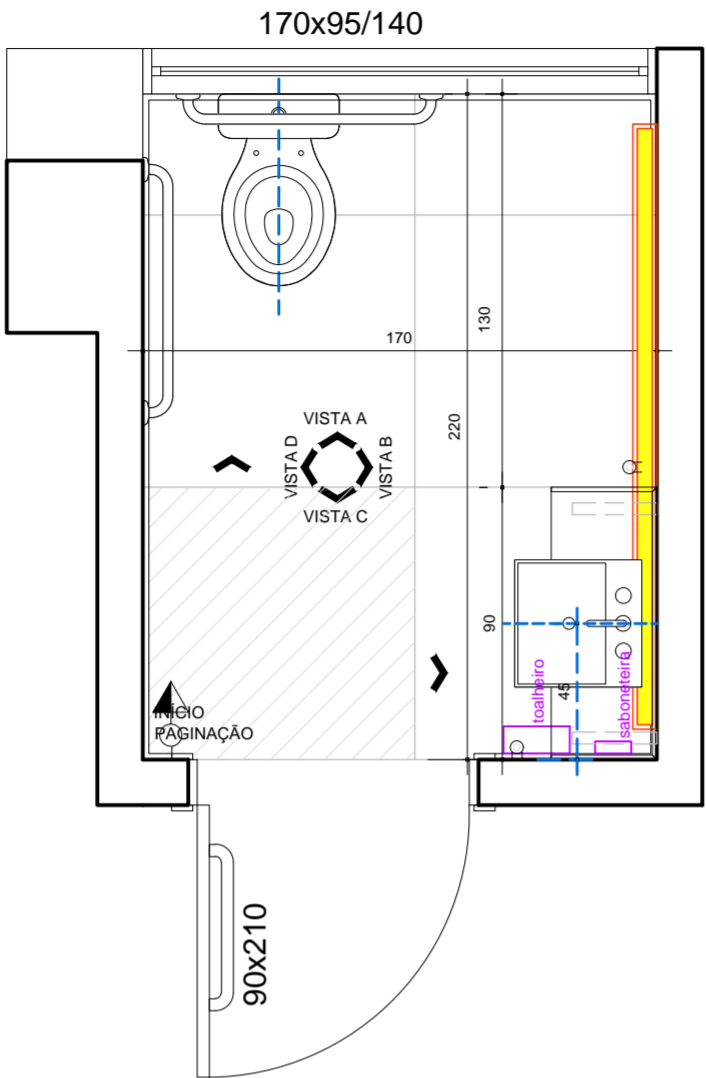 170x95/140
130
170
220
VISTA A
VISTA D
VISTA B
VISTA C
90
toalheiro
45
saboneteira
INÍCIO
PAGINAÇÃO
90x210